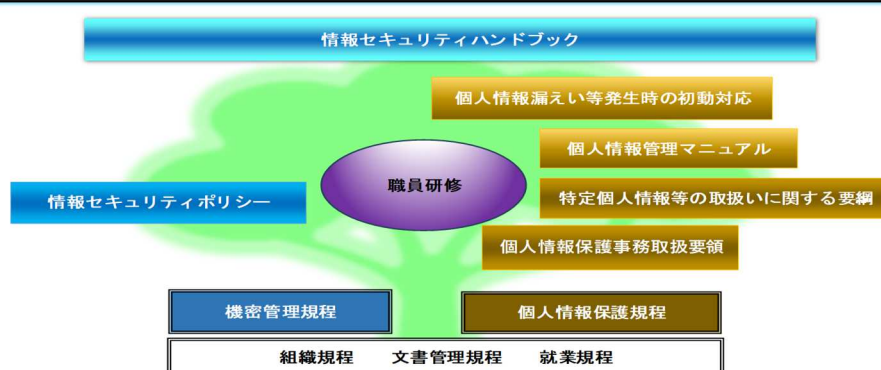 情報セキュリティハンドブック
個人情報漏えい等発生時の初動対応
個人情報管理マニュアル
職員研修
情報セキュリティポリシー
特定個人情報等の取扱いに関する要綱
個人情報保護事務取扱要領
機密管理規程
個人情報保護規程
組織規程 文書管理規程 就業規程